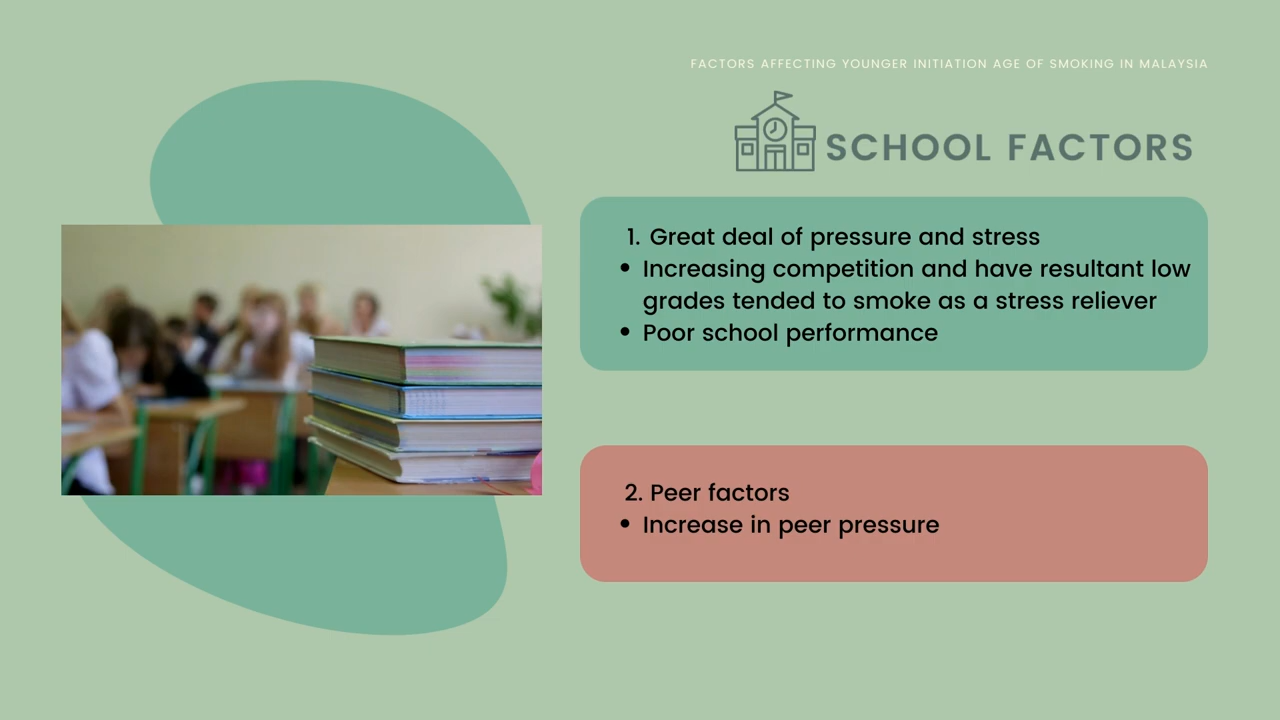 FACTORS AFFECTING YOUNGER INITIATION AGE OF SMOKING IN MALAYSIA
SCHOOL FACTORS
1. Great deal of pressure and stress
• Increasing competition and have resultant low
grades tended to smoke as a stress reliever
• Poor school performance
2. Peer factors
• Increase in peer pressure